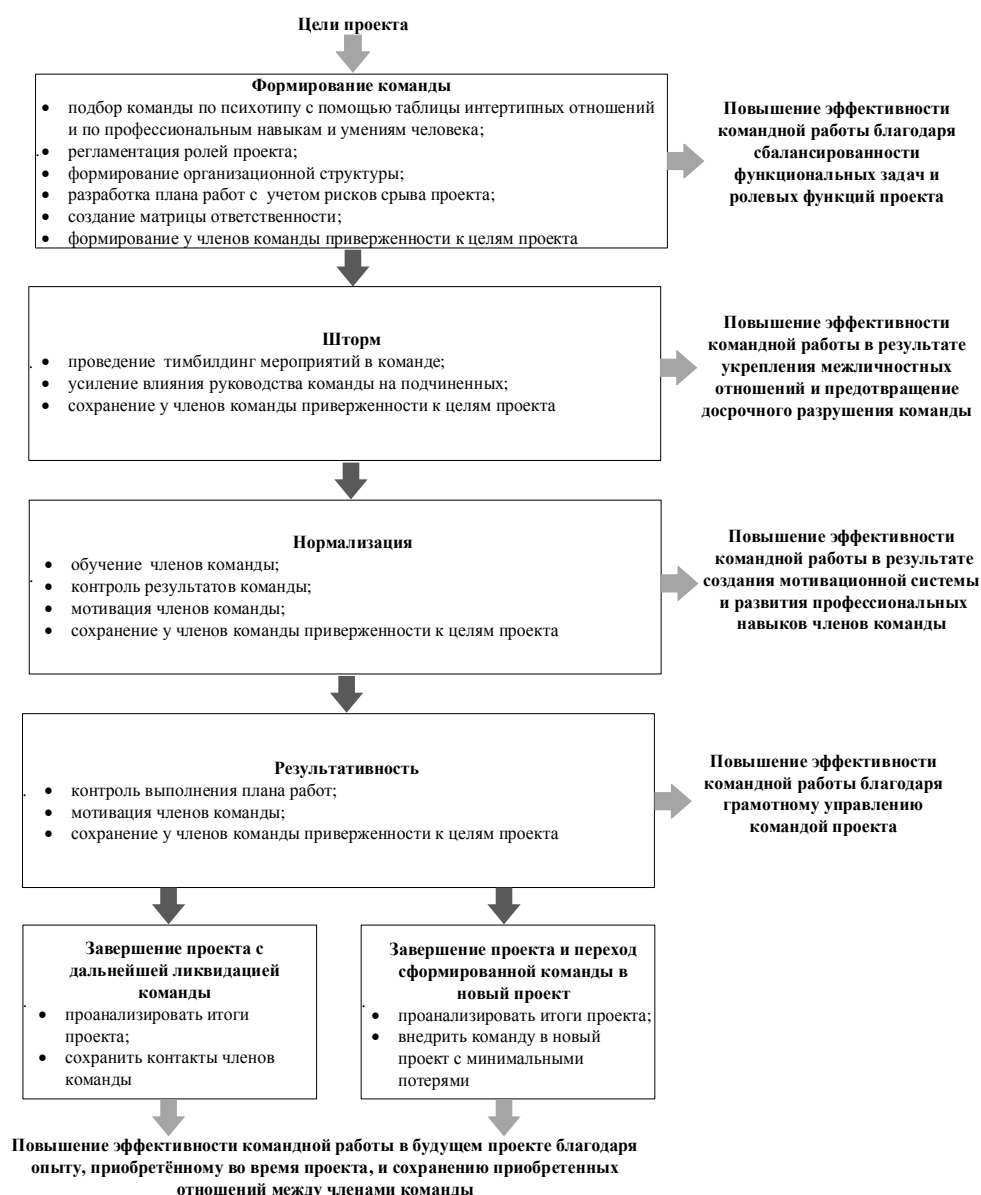 Цели проекта
Формирование команды
• подбор команды по психотипу с помощью таблицы интертипных отношений
и по профессиональным навыкам и умениям человека;
• регламентация ролей проекта;
• формирование организационной структуры;
• разработка плана работ с учетом рисков срыва проекта;
• создание матрицы ответственности;
• формирование у членов команды приверженности к целям проекта
Повышение эффективности
командной работы благодаря
сбалансированности
функциональных задач и
ролевых функций проекта
Шторм
• проведение тимбилдинг мероприятий в команде;
• усиление влияния руководства команды на подчиненных;
• сохранение у членов команды приверженности к целям проекта
Повышение эффективности
командной работы в результате
укрепления межличностных
отношений и предотвращение
досрочного разрушения команды
Нормализация
• обучение членов команды;
• контроль результатов команды;
• мотивация членов команды;
• сохранение у членов команды приверженности к целям проекта
Повышение эффективности
командной работы в результате
создания мотивационной системы
и развития профессиональных
навыков членов команды
Результативность
• контроль выполнения плана работ;
• мотивация членов команды;
• сохранение у членов команды приверженности к целям проекта
Повышение эффективности
командной работы благодаря
грамотному управлению
командой проекта
Завершение проекта с
дальнейшей ликвидацией
команды
• проанализировать итоги
проекта;
• сохранить контакты членов
команды
Завершение проекта и переход
сформированной команды в
новый проект
• проанализировать итоги проекта;
• внедрить команду в новый
проект с минимальными
потерями
Повышение эффективности командной работы в будущем проекте благодаря
опыту, приобретённому во время проекта, и сохранению приобретенных
отношений между членами команды